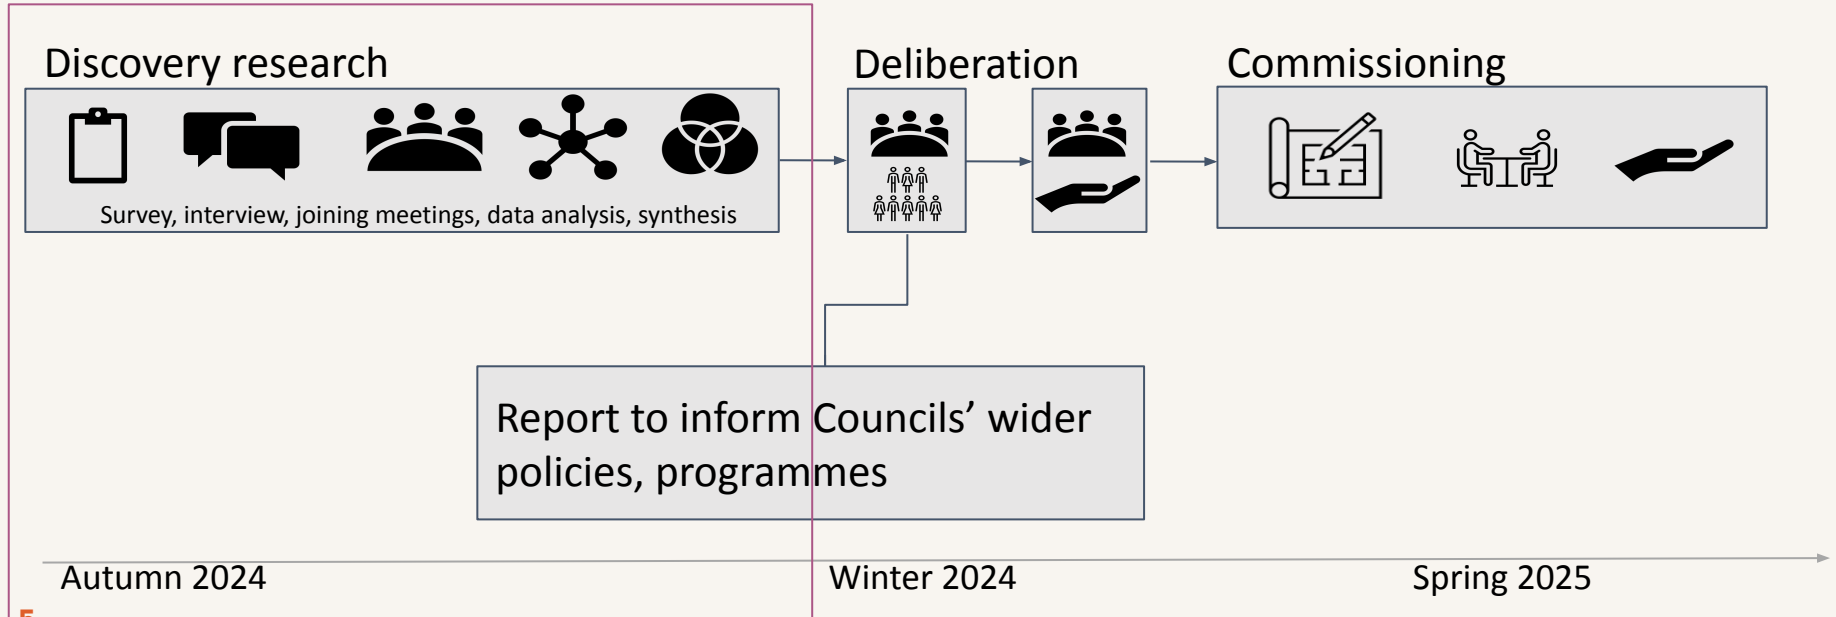 Discovery research
Deliberation
Commissioning
Survey, interview, joining meetings, data analysis, synthesis
Report to inform Councils’ wider
policies, programmes
Autumn 2024
Winter 2024
Spring 2025